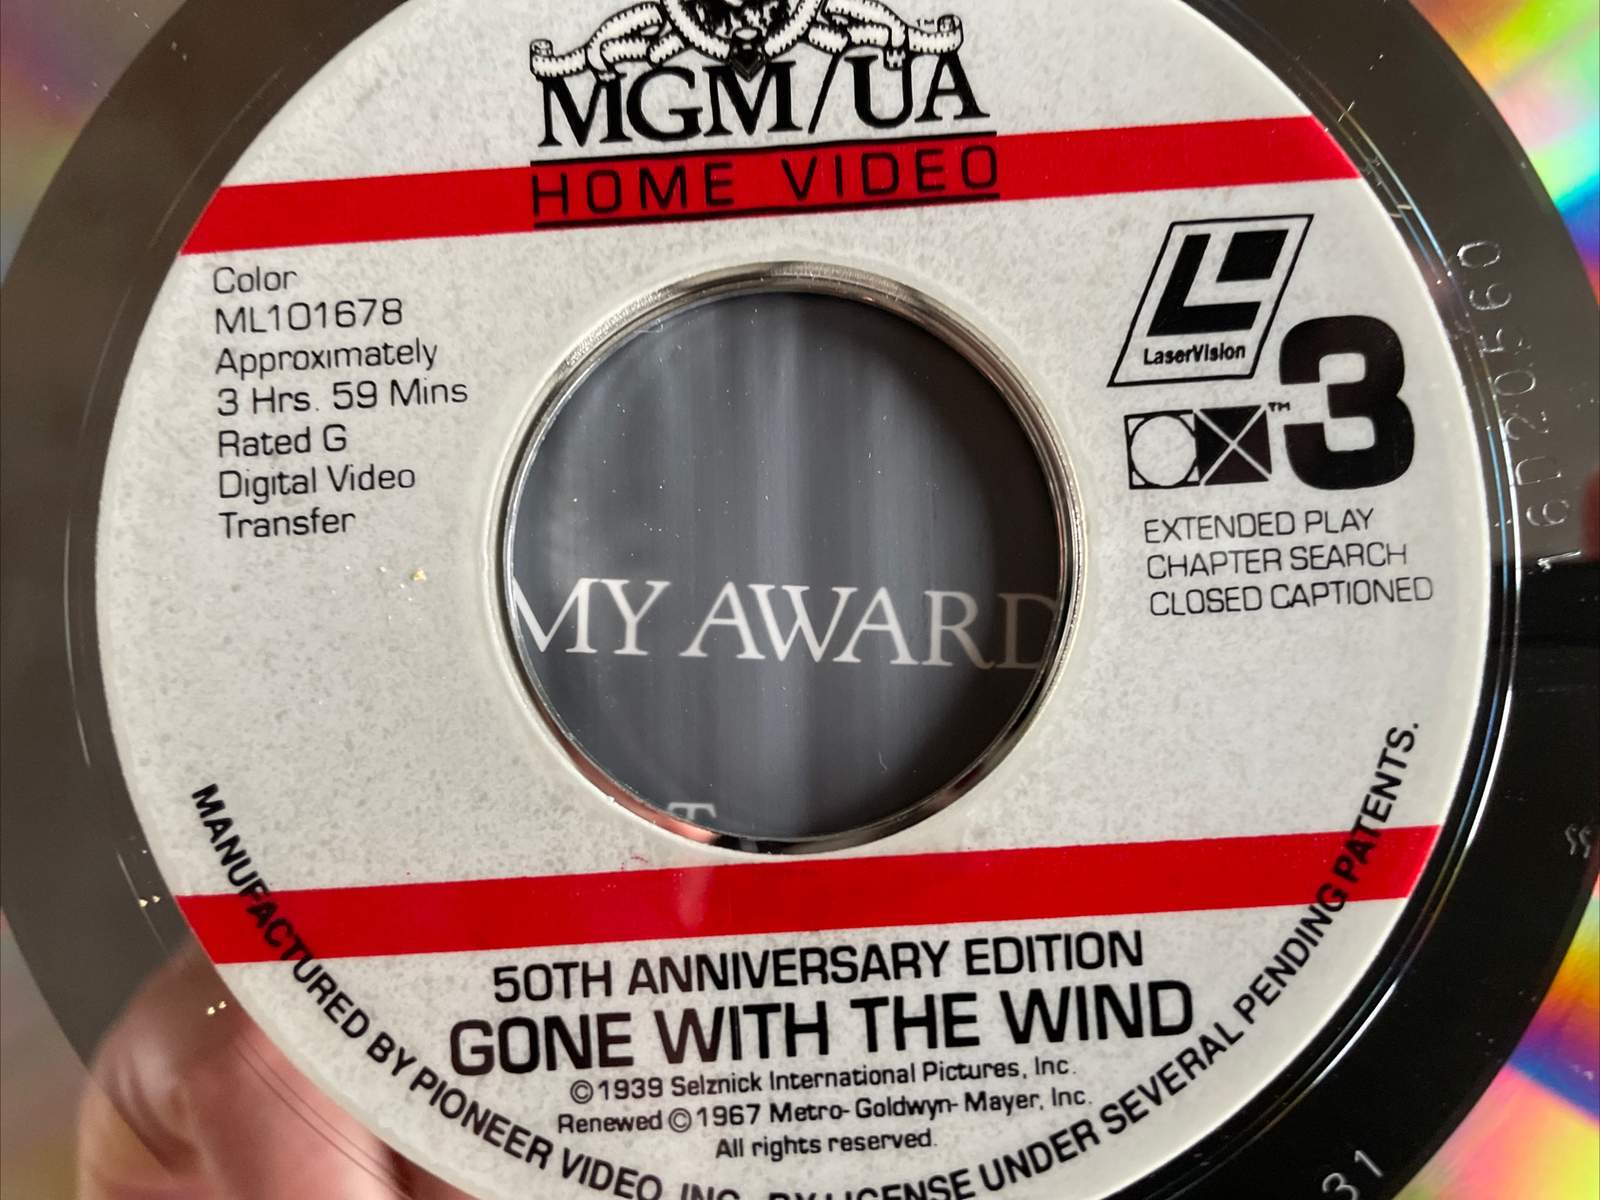 MGM/UA
™
HOME VIDEO
Color
ML101678
Approximately
3 Hrs. 59 Mins
Rated G
Digital Video
Transfer
LaserVision
™
3
EXTENDED PLAY
CHAPTER SEARCH
CLOSED CAPTIONED
MY AWARD
T
50TH ANNIVERSARY EDITION
GONE WITH THE WIND
©1939 Selznick International Pictures, Inc.
Renewed ©1967 Metro-Goldwyn-Mayer, Inc.
All rights reserved.
MANUFACTURED BY PIONEER VIDEO, INC., BY LICENSE UNDER SEVERAL PENDING PATENTS.
31